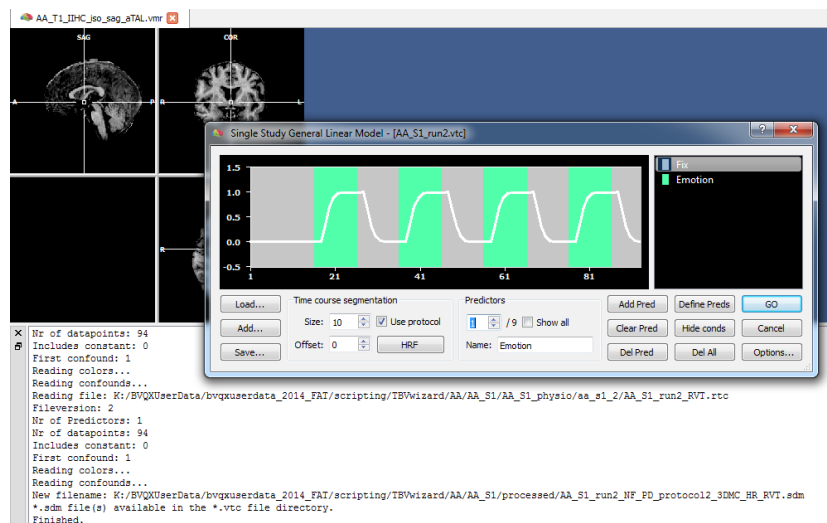 AA_T1_IIHC_iso_sag_aTAL.vmr
SAG
COR
A
P
R
L
R
Single Study General Linear Model - [AA_S1_run2.vtc]
1.5
1.0
0.5
0.0
-0.5
1
21
41
61
81
Fix
Emotion
Load...
Add...
Save...
Time course segmentation
Size: 10
Use protocol
Offset: 0
HRF
Predictors
1 / 9
Show all
Name: Emotion
Add Pred
Define Preds
GO
Clear Pred
Hide conds
Cancel
Del Pred
Del All
Options...
Nr of datapoints: 94
Includes constant: 0
First confound: 1
Reading colors...
Reading confounds...
Reading file: K:/BVQXUserData/bvqxuserdata_2014_FAT/scripting/TBVwizard/AA/AA_S1/AA_S1_physio/aa_s1_2/AA_S1_run2_RVT.rtc
Fileversion: 2
Nr of Predictors: 1
Nr of datapoints: 94
Includes constant: 0
First confound: 1
Reading colors...
Reading confounds...
New filename: K:/BVQXUserData/bvqxuserdata_2014_FAT/scripting/TBVwizard/AA/AA_S1/processed/AA_S1_run2_NF_PD_protocol2_3DMC_HR_RVT.sdm
*.sdm file(s) available in the *.vtc file directory.
Finished.